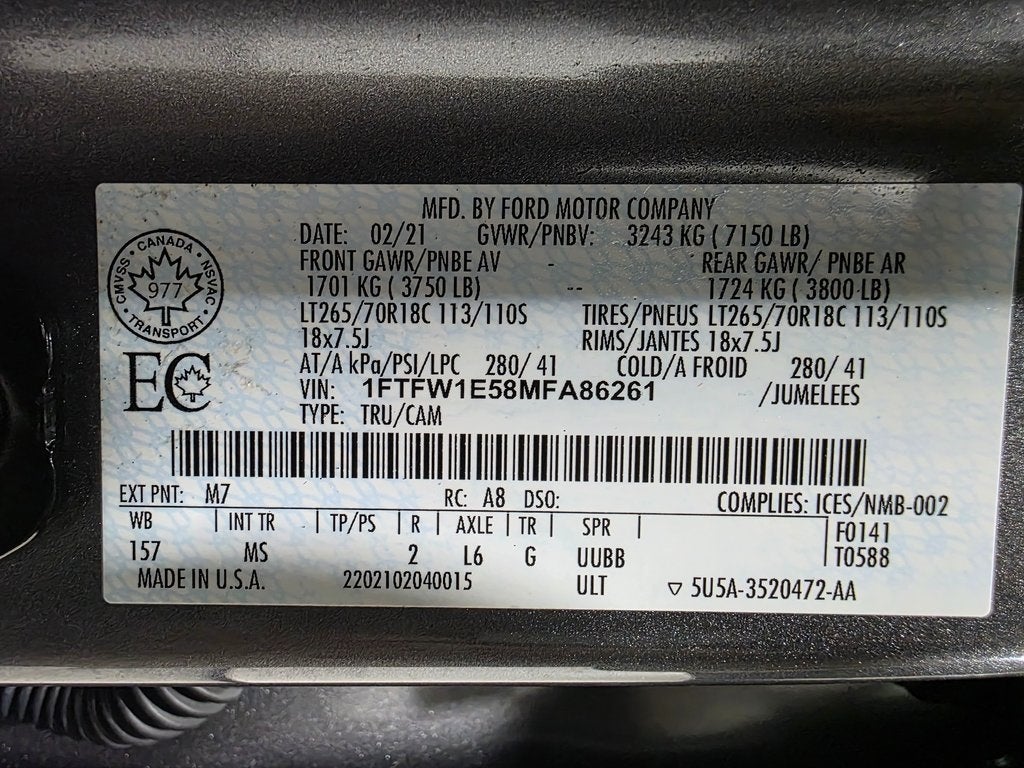 MFD. BY FORD MOTOR COMPANY
DATE: 02/21 GVWR/PNBV: 3243 KG ( 7150 LB)
FRONT GAWR/PNBE AV - REAR GAWR/ PNBE AR
1701 KG ( 3750 LB) -- 1724 KG ( 3800 LB)
LT265/70R18C 113/110S TIRES/PNEUS LT265/70R18C 113/110S
18x7.5J RIMS/JANTES 18x7.5J
AT/A kPa/PSI/LPC 280/ 41 COLD/A FROID 280/ 41
VIN: 1FTFW1E58MFA86261 /JUMELEES
TYPE: TRU/CAM
CANADA
CMVSS • NSVAC
977
• TRANSPORT •
EC
EXT PNT: M7 RC: A8 DSO: COMPLIES: ICES/NMB-002
WB | INT TR | TP/PS | R | AXLE | TR | SPR | F0141
157 MS 2 L6 G UUBB T0588
MADE IN U.S.A. 2202102040015 ULT ▽ 5U5A-3520472-AA